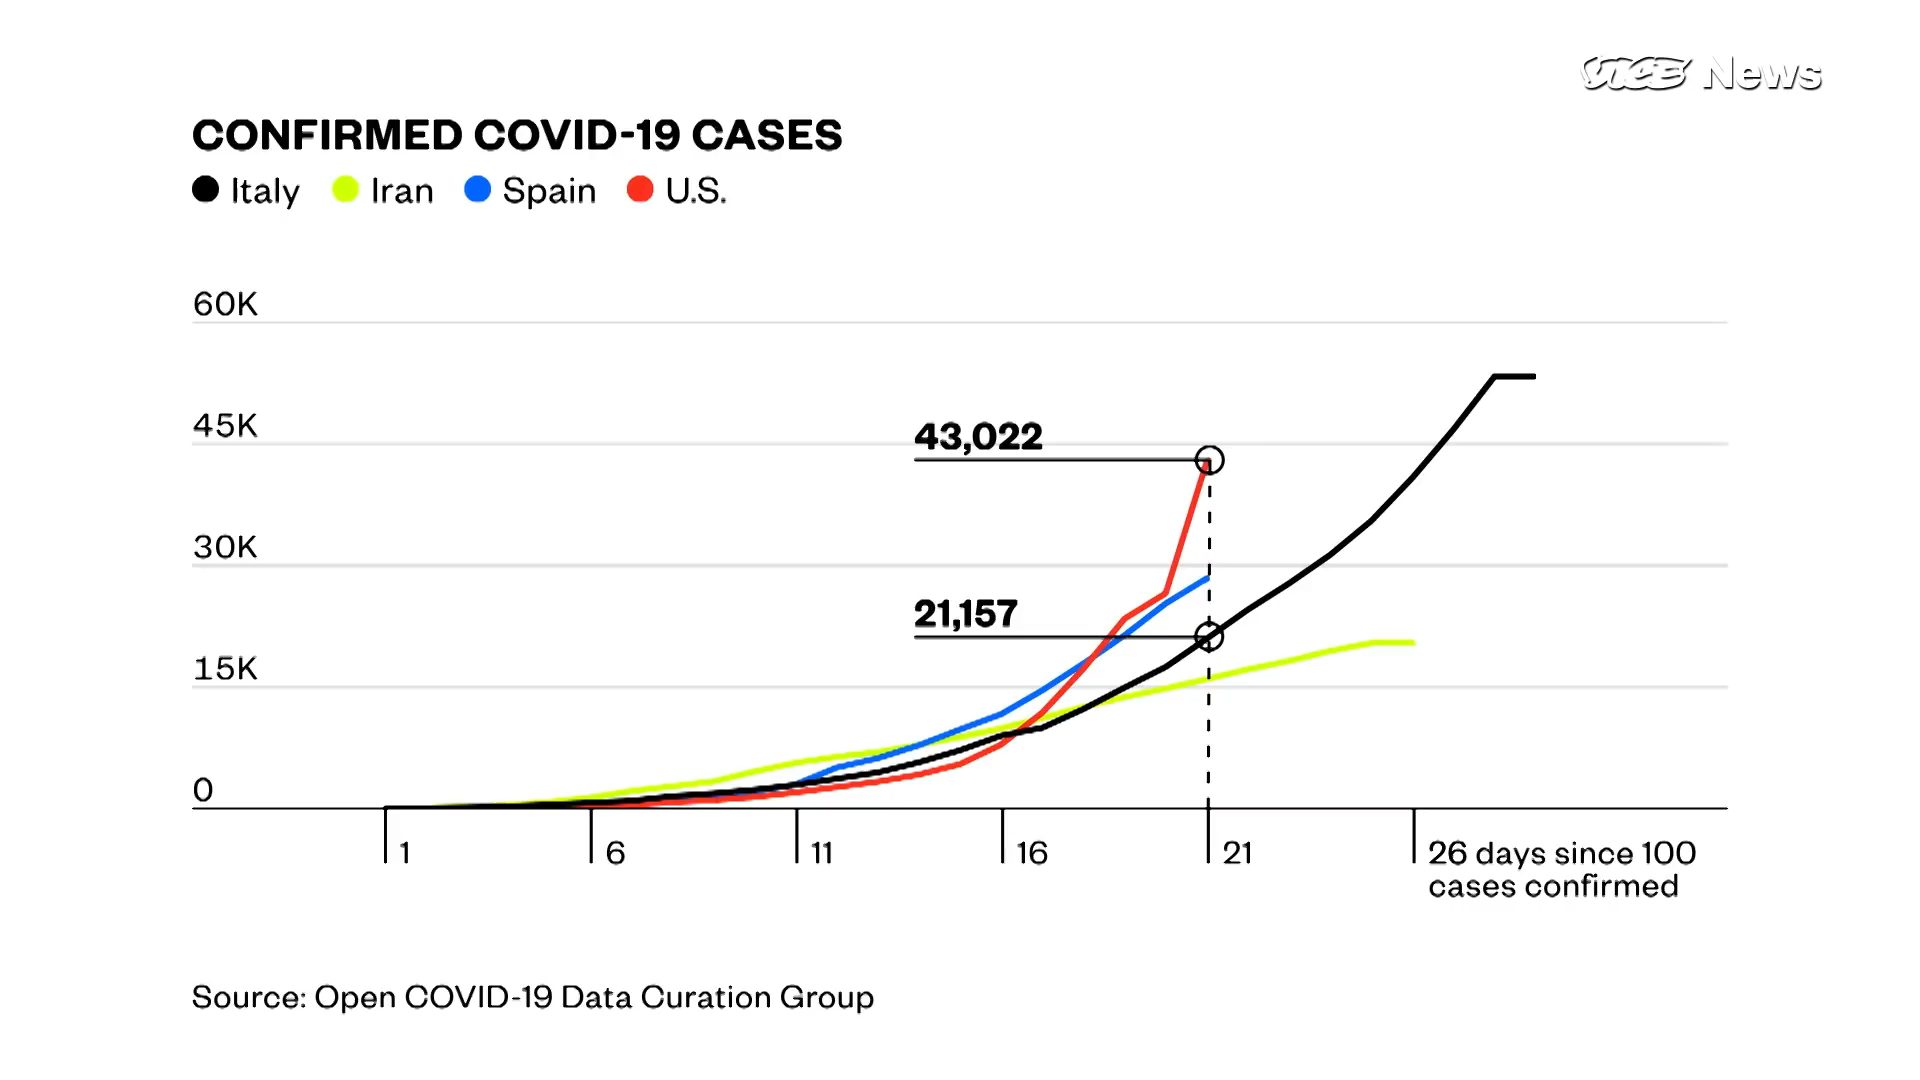 VICE News
CONFIRMED COVID-19 CASES
Italy Iran Spain U.S.
60K
45K
43,022
30K
21,157
15K
0
1 6 11 16 21 26 days since 100
cases confirmed
Source: Open COVID-19 Data Curation Group